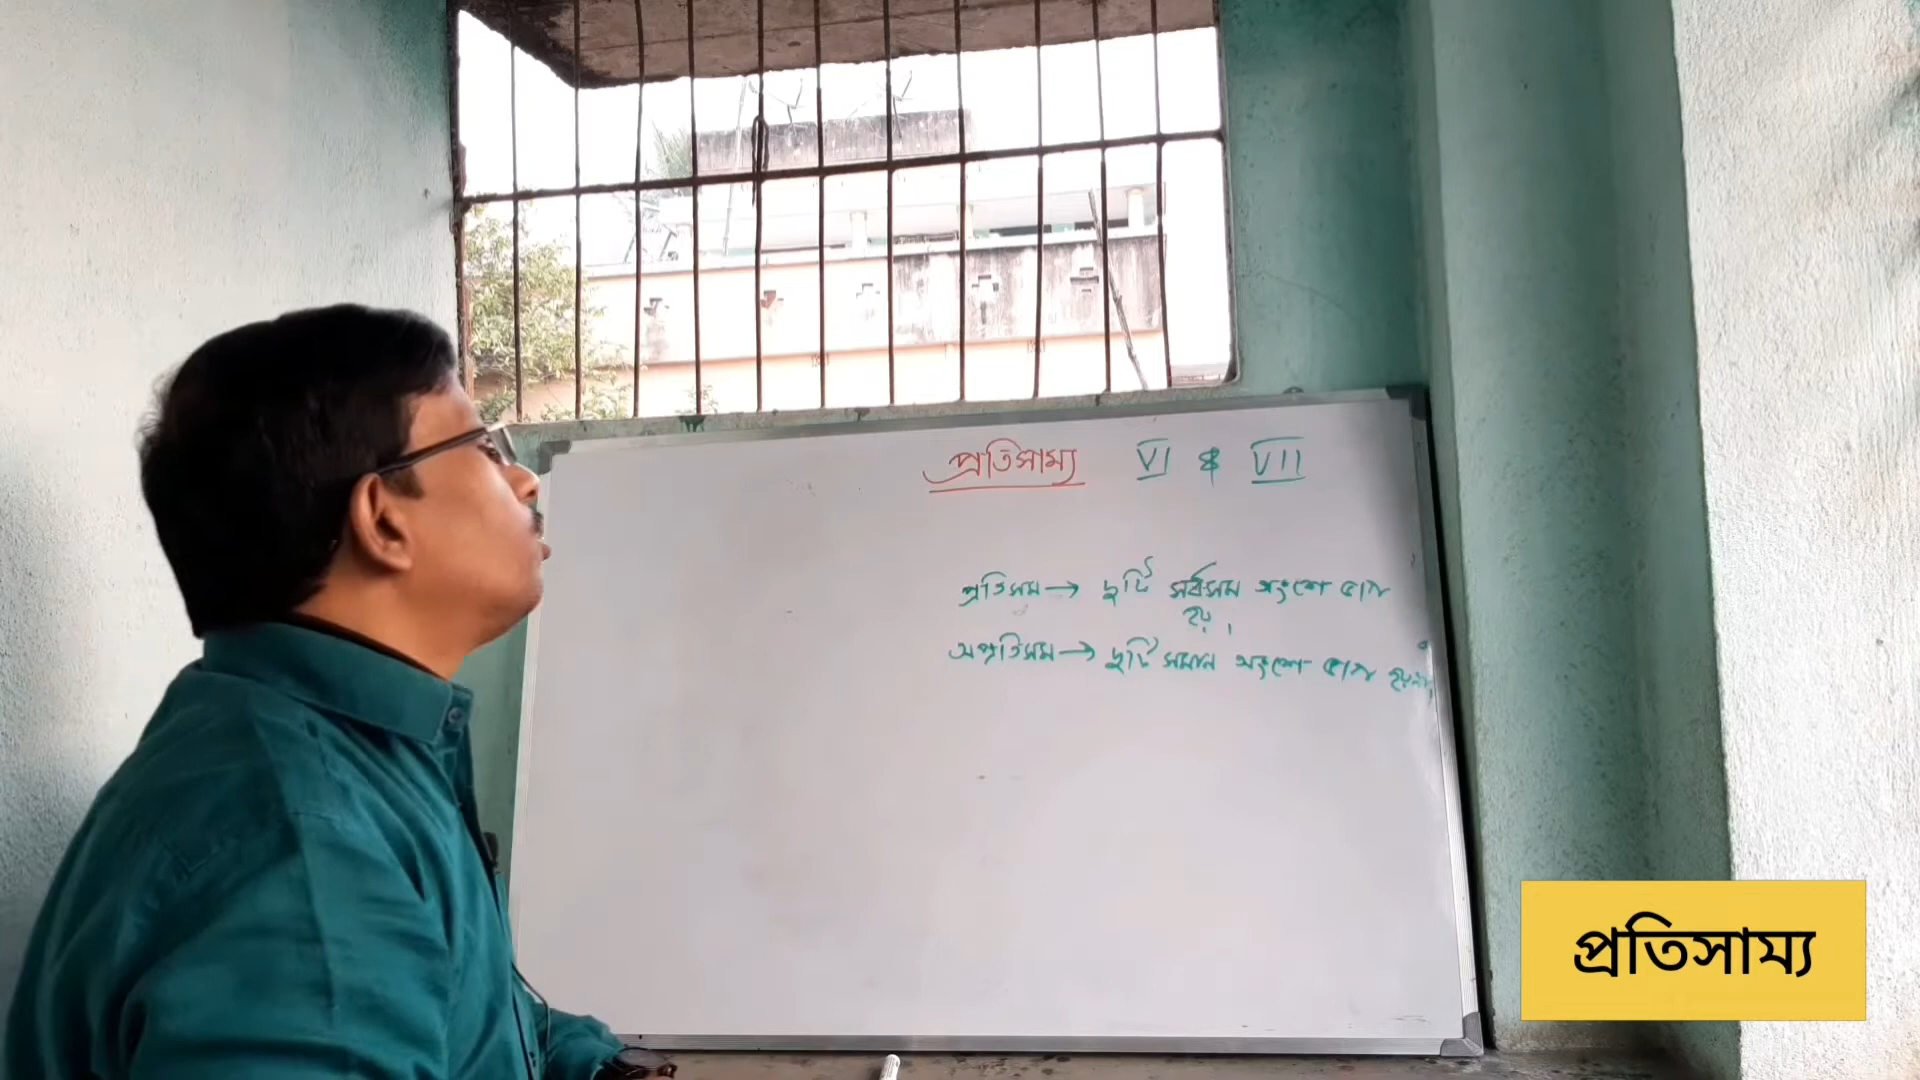 প্রতিসাম্য VI & VII
প্রতিসম → দুটি সর্বসম অংশে ভাগ
হয়।
অপ্রতিসম → দুটি সমান অংশে ভাগ হয় না।
প্রতিসাম্য